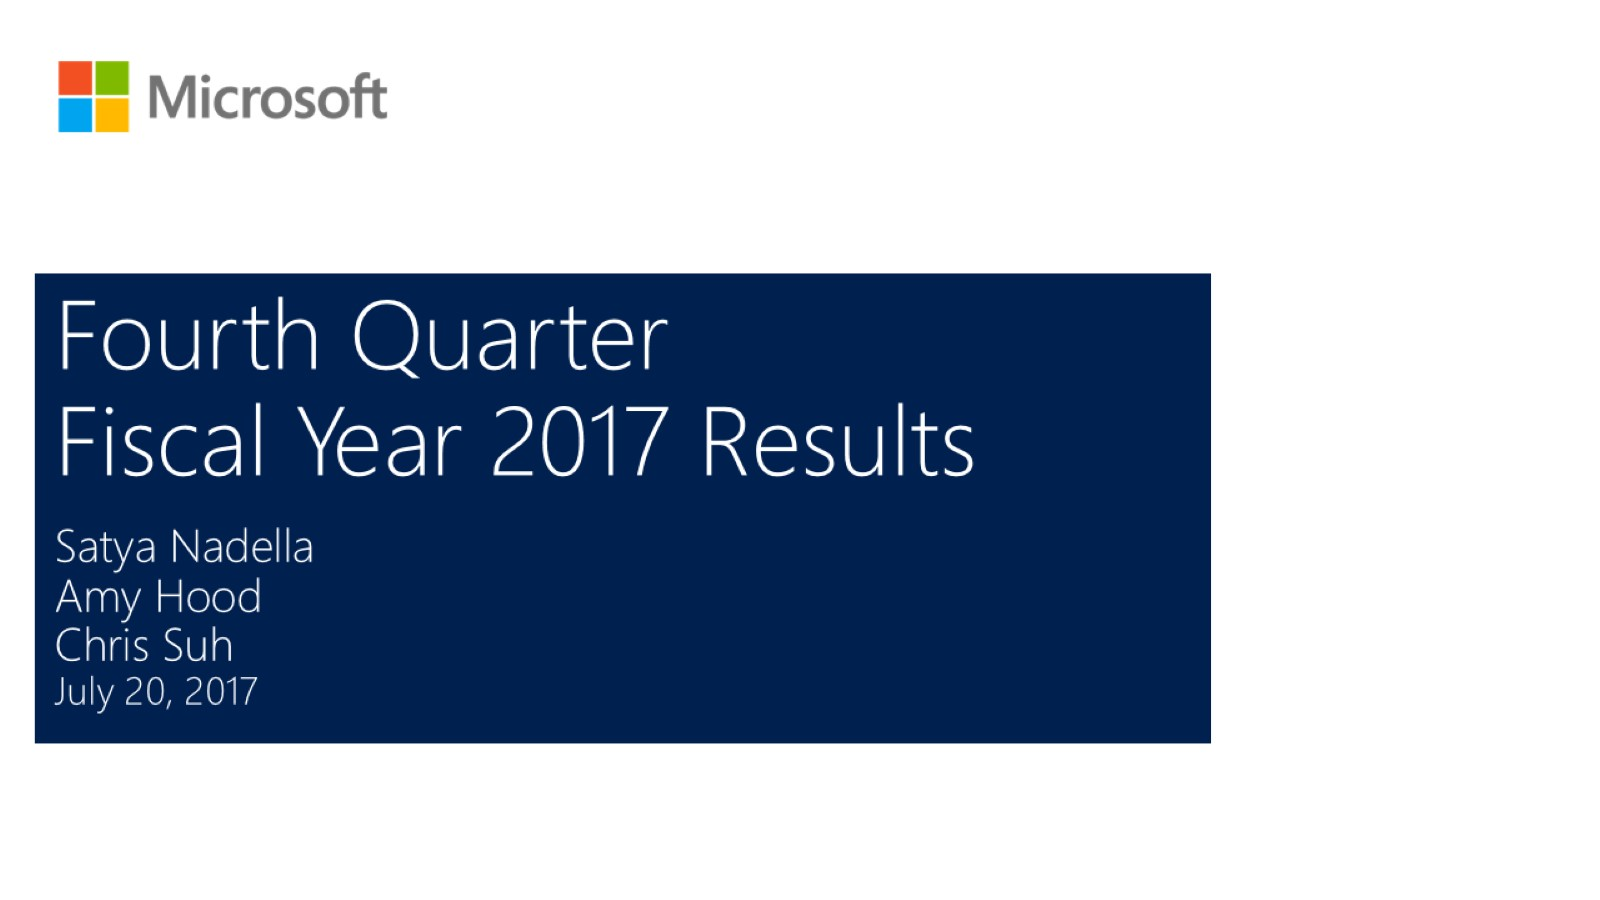 Microsoft
Fourth Quarter
Fiscal Year 2017 Results
Satya Nadella
Amy Hood
Chris Suh
July 20, 2017